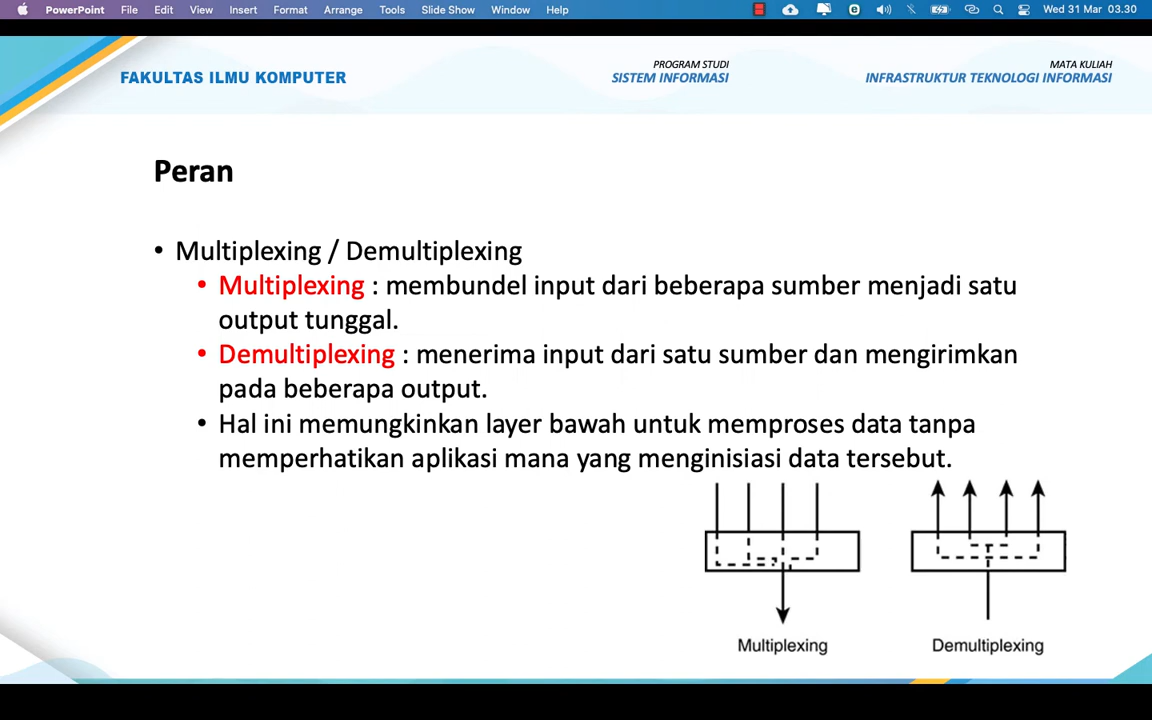 PowerPoint File Edit View Insert Format Arrange Tools Slide Show Window Help Wed 31 Mar 03.30
FAKULTAS ILMU KOMPUTER
PROGRAM STUDI
SISTEM INFORMASI
MATA KULIAH
INFRASTRUKTUR TEKNOLOGI INFORMASI
Peran
• Multiplexing / Demultiplexing
• Multiplexing : membundel input dari beberapa sumber menjadi satu
output tunggal.
• Demultiplexing : menerima input dari satu sumber dan mengirimkan
pada beberapa output.
• Hal ini memungkinkan layer bawah untuk memproses data tanpa
memperhatikan aplikasi mana yang menginisiasi data tersebut.
Multiplexing
Demultiplexing